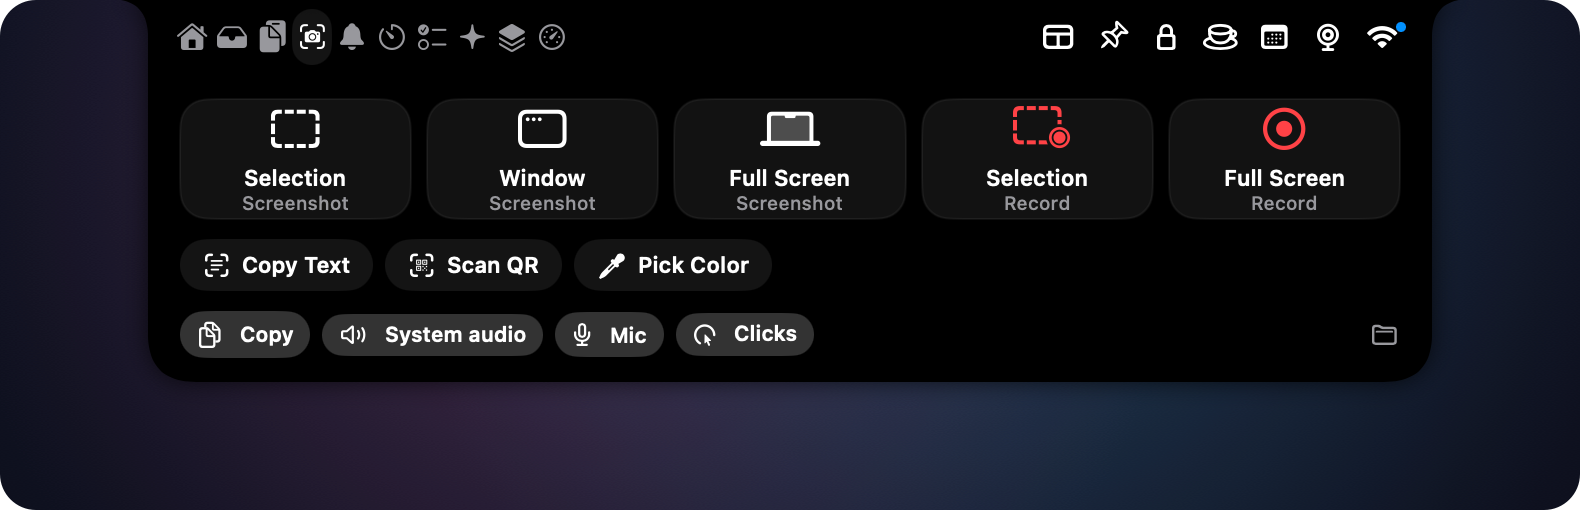 Selection
Screenshot
Window
Screenshot
Full Screen
Screenshot
Selection
Record
Full Screen
Record
Copy Text
Scan QR
Pick Color
Copy
System audio
Mic
Clicks